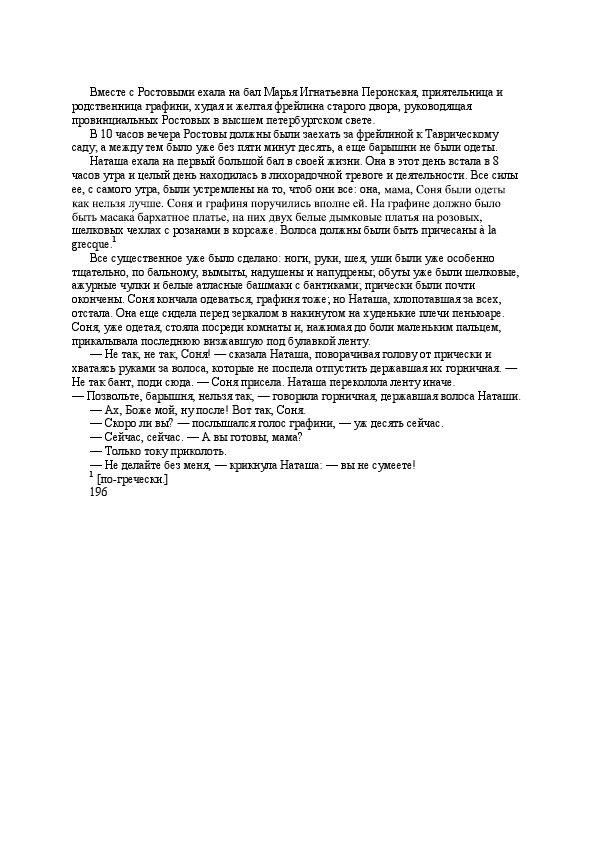 Вместе с Ростовыми ехала на бал Марья Игнатьевна Перонская, приятельница и
родственница графини, худая и желтая фрейлина старого двора, руководящая
провинциальных Ростовых в высшем петербургском свете.
В 10 часов вечера Ростовы должны были заехать за фрейлиной к Таврическому
саду; а между тем было уже без пяти минут десять, а еще барышни не были одеты.
Наташа ехала на первый большой бал в своей жизни. Она в этот день встала в 8
часов утра и целый день находилась в лихорадочной тревоге и деятельности. Все силы
ее, с самого утра, были устремлены на то, чтоб они все: она, мама, Соня были одеты
как нельзя лучше. Соня и графиня поручились вполне ей. На графине должно было
быть масака́ бархатное платье, на них двух белые дымковые платья на розовых,
шелковых чехлах с розанами в корсаже. Волоса должны были быть причесаны à la
grecque.¹
Все существенное уже было сделано: ноги, руки, шея, уши были уже особенно
тщательно, по бальному, вымыты, надушены и напудрены; обуты уже были шелковые,
ажурные чулки и белые атласные башмаки с бантиками; прически были почти
окончены. Соня кончала одеваться, графиня тоже; но Наташа, хлопотавшая за всех,
отстала. Она еще сидела перед зеркалом в накинутом на худенькие плечи пеньюаре.
Соня, уже одетая, стояла посреди комнаты и, нажимая до боли маленьким пальцем,
прикалывала последнюю визжавшую под булавкой ленту.
— Не так, не так, Соня! — сказала Наташа, поворачивая голову от прически и
хватаясь руками за волоса, которые не поспела отпустить державшая их горничная. —
Не так бант, поди сюда. — Соня присела. Наташа переколола ленту иначе.
— Позвольте, барышня, нельзя так, — говорила горничная, державшая волоса Наташи.
— Ах, Боже мой, ну после! Вот так, Соня.
— Скоро ли вы? — послышался голос графини, — уж десять сейчас.
— Сейчас, сейчас. — А вы готовы, мама?
— Только току приколоть.
— Не делайте без меня, — крикнула Наташа: — вы не сумеете!
¹ [по-гречески.]
196